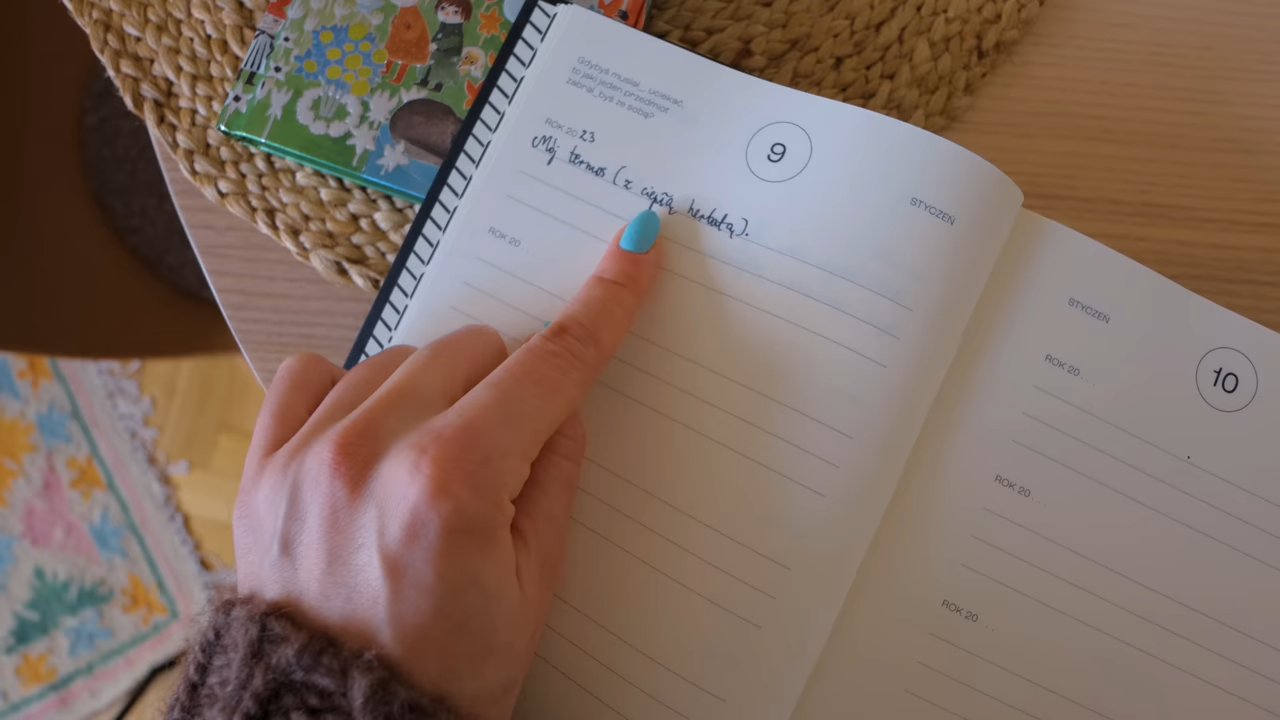 Gdybyś musiał_ uciekać,
to jaki jeden przedmiot
zabrał_byś ze sobą?
9
STYCZEŃ
ROK 2023
Mój termos (z ciepłą herbatą).
ROK 20..
STYCZEŃ
10
ROK 20...
ROK 20...
ROK 20...